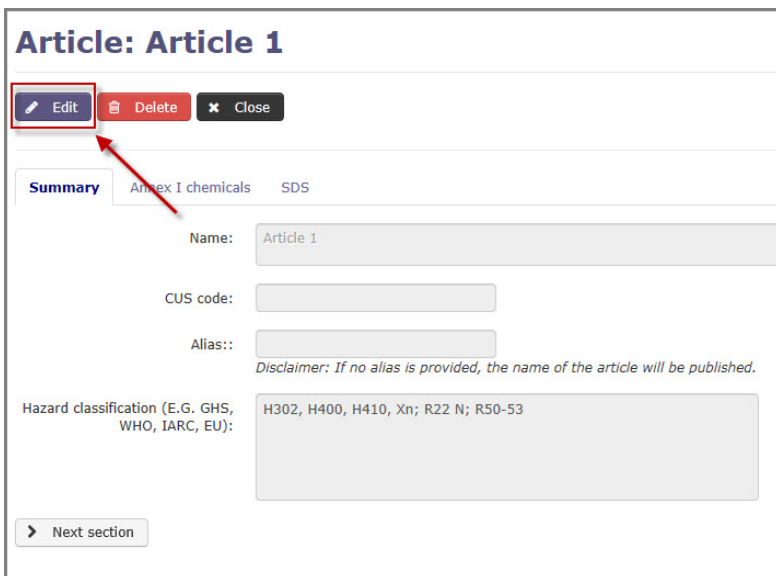 Article: Article 1
Edit Delete Close
Summary Annex I chemicals SDS
Name: Article 1
CUS code:
Alias::
Disclaimer: If no alias is provided, the name of the article will be published.
Hazard classification (E.G. GHS, H302, H400, H410, Xn; R22 N; R50-53
WHO, IARC, EU):
Next section